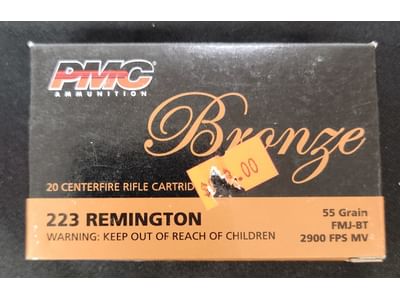 PMC
AMMUNITION
Bronze
20 CENTERFIRE RIFLE
.00
223 REMINGTON
WARNING: KEEP OUT OF REACH OF CHILDREN
55 Grain
FMJ-BT
2900 FPS MV